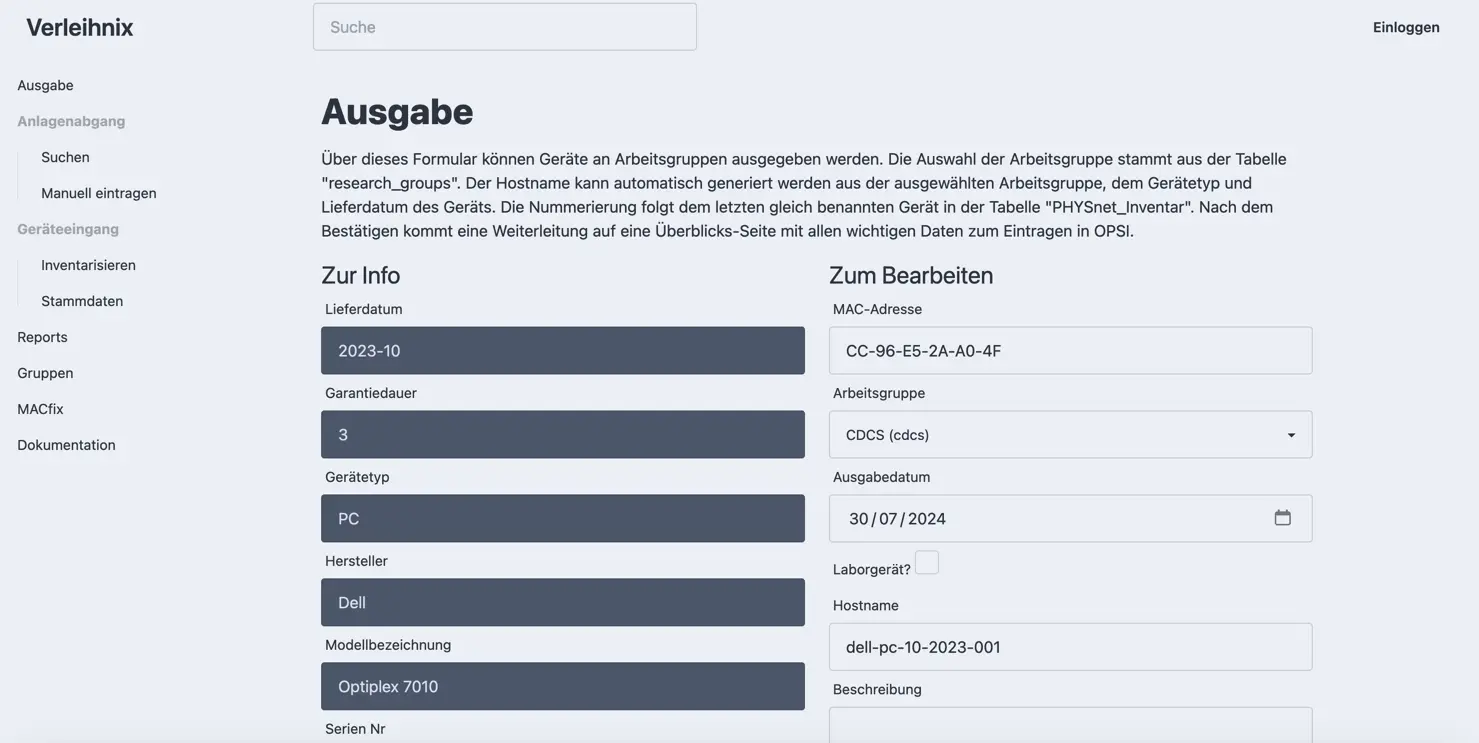 Verleihnix
Suche
Einloggen
Ausgabe
Anlagenabgang
Suchen
Manuell eintragen
Geräteeingang
Inventarisieren
Stammdaten
Reports
Gruppen
MACfix
Dokumentation
Ausgabe
Über dieses Formular können Geräte an Arbeitsgruppen ausgegeben werden. Die Auswahl der Arbeitsgruppe stammt aus der Tabelle
"research_groups". Der Hostname kann automatisch generiert werden aus der ausgewählten Arbeitsgruppe, dem Gerätetyp und
Lieferdatum des Geräts. Die Nummerierung folgt dem letzten gleich benannten Gerät in der Tabelle "PHYSnet_Inventar". Nach dem
Bestätigen kommt eine Weiterleitung auf eine Überblicks-Seite mit allen wichtigen Daten zum Eintragen in OPSI.
Zur Info
Lieferdatum
2023-10
Garantiedauer
3
Gerätetyp
PC
Hersteller
Dell
Modellbezeichnung
Optiplex 7010
Serien Nr
Zum Bearbeiten
MAC-Adresse
CC-96-E5-2A-A0-4F
Arbeitsgruppe
CDCS (cdcs)
Ausgabedatum
30/07/2024
Laborgerät?
Hostname
dell-pc-10-2023-001
Beschreibung